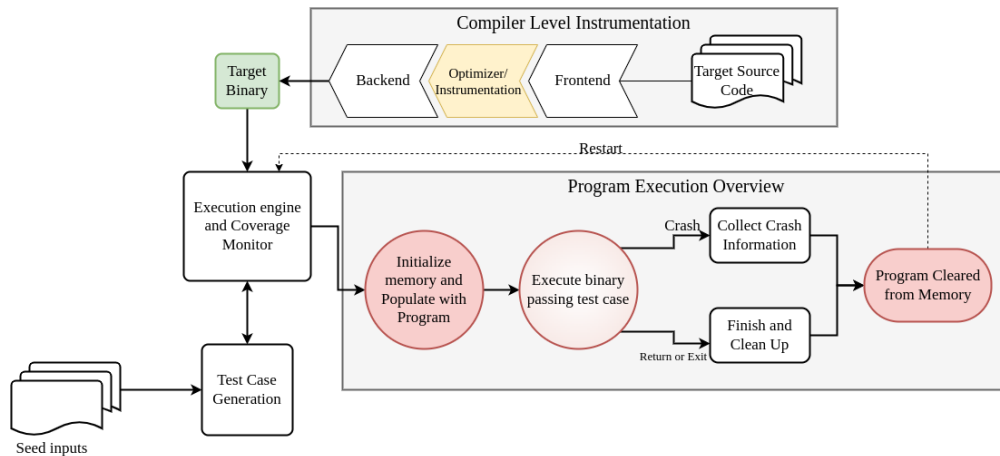 Compiler Level Instrumentation
Target
Binary
Backend
Optimizer/
Instrumentation
Frontend
Target Source
Code
Restart
Execution engine
and Coverage
Monitor
Program Execution Overview
Initialize
memory and
Populate with
Program
Execute binary
passing test case
Crash
Collect Crash
Information
Return or Exit
Finish and
Clean Up
Program Cleared
from Memory
Test Case
Generation
Seed inputs